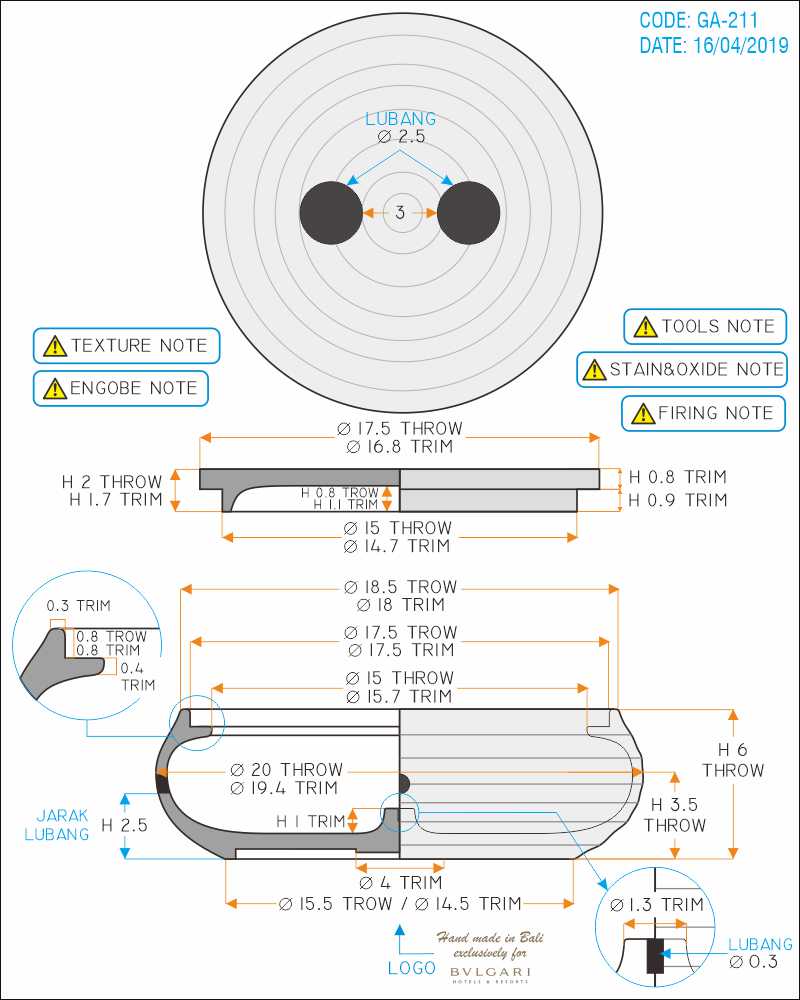 CODE: GA-211
DATE: 16/04/2019
LUBANG
Ø 2.5
3
TEXTURE NOTE
ENGOBE NOTE
TOOLS NOTE
STAIN&OXIDE NOTE
FIRING NOTE
Ø 17.5 THROW
Ø 16.8 TRIM
H 2 THROW
H 1.7 TRIM
H 0.8 TROW
H 1.1 TRIM
H 0.8 TRIM
H 0.9 TRIM
Ø 15 THROW
Ø 14.7 TRIM
Ø 18.5 TROW
Ø 18 TRIM
Ø 17.5 TROW
Ø 17.5 TRIM
Ø 15 THROW
Ø 15.7 TRIM
0.3 TRIM
0.8 TROW
0.8 TRIM
0.4
TRIM
Ø 20 THROW
Ø 19.4 TRIM
H 6
THROW
H 3.5
THROW
JARAK
LUBANG
H 2.5
H 1 TRIM
Ø 4 TRIM
Ø 15.5 TROW / Ø 14.5 TRIM
Ø 1.3 TRIM
LUBANG
Ø 0.3
LOGO
Hand made in Bali
exclusively for
BVLGARI
HOTELS & RESORTS